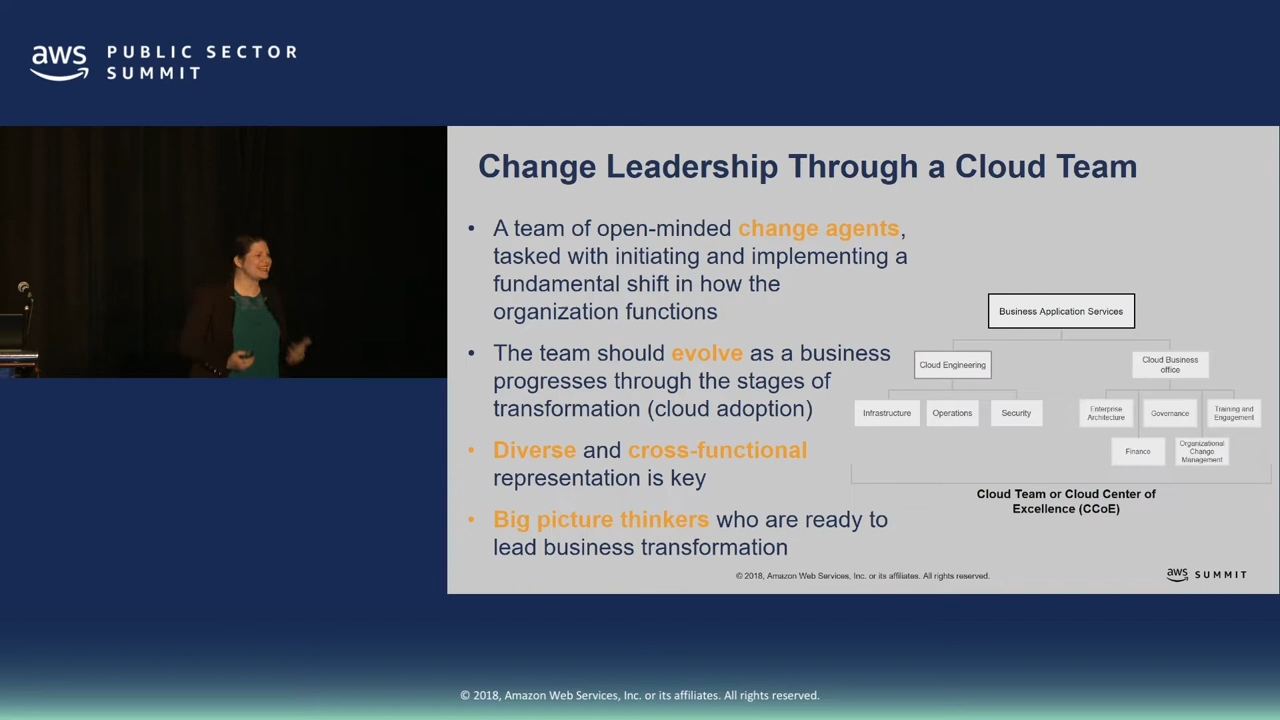 aws
PUBLIC SECTOR
SUMMIT
Change Leadership Through a Cloud Team
• A team of open-minded change agents,
tasked with initiating and implementing a
fundamental shift in how the
organization functions
• The team should evolve as a business
progresses through the stages of
transformation (cloud adoption)
• Diverse and cross-functional
representation is key
• Big picture thinkers who are ready to
lead business transformation
Business Application Services
Cloud Engineering
Cloud Business
office
Infrastructure
Operations
Security
Enterprise
Architecture
Governance
Training and
Engagement
Finance
Organizational
Change
Management
Cloud Team or Cloud Center of
Excellence (CCoE)
© 2018, Amazon Web Services, Inc. or its affiliates. All rights reserved.
aws SUMMIT
© 2018, Amazon Web Services, Inc. or its affiliates. All rights reserved.